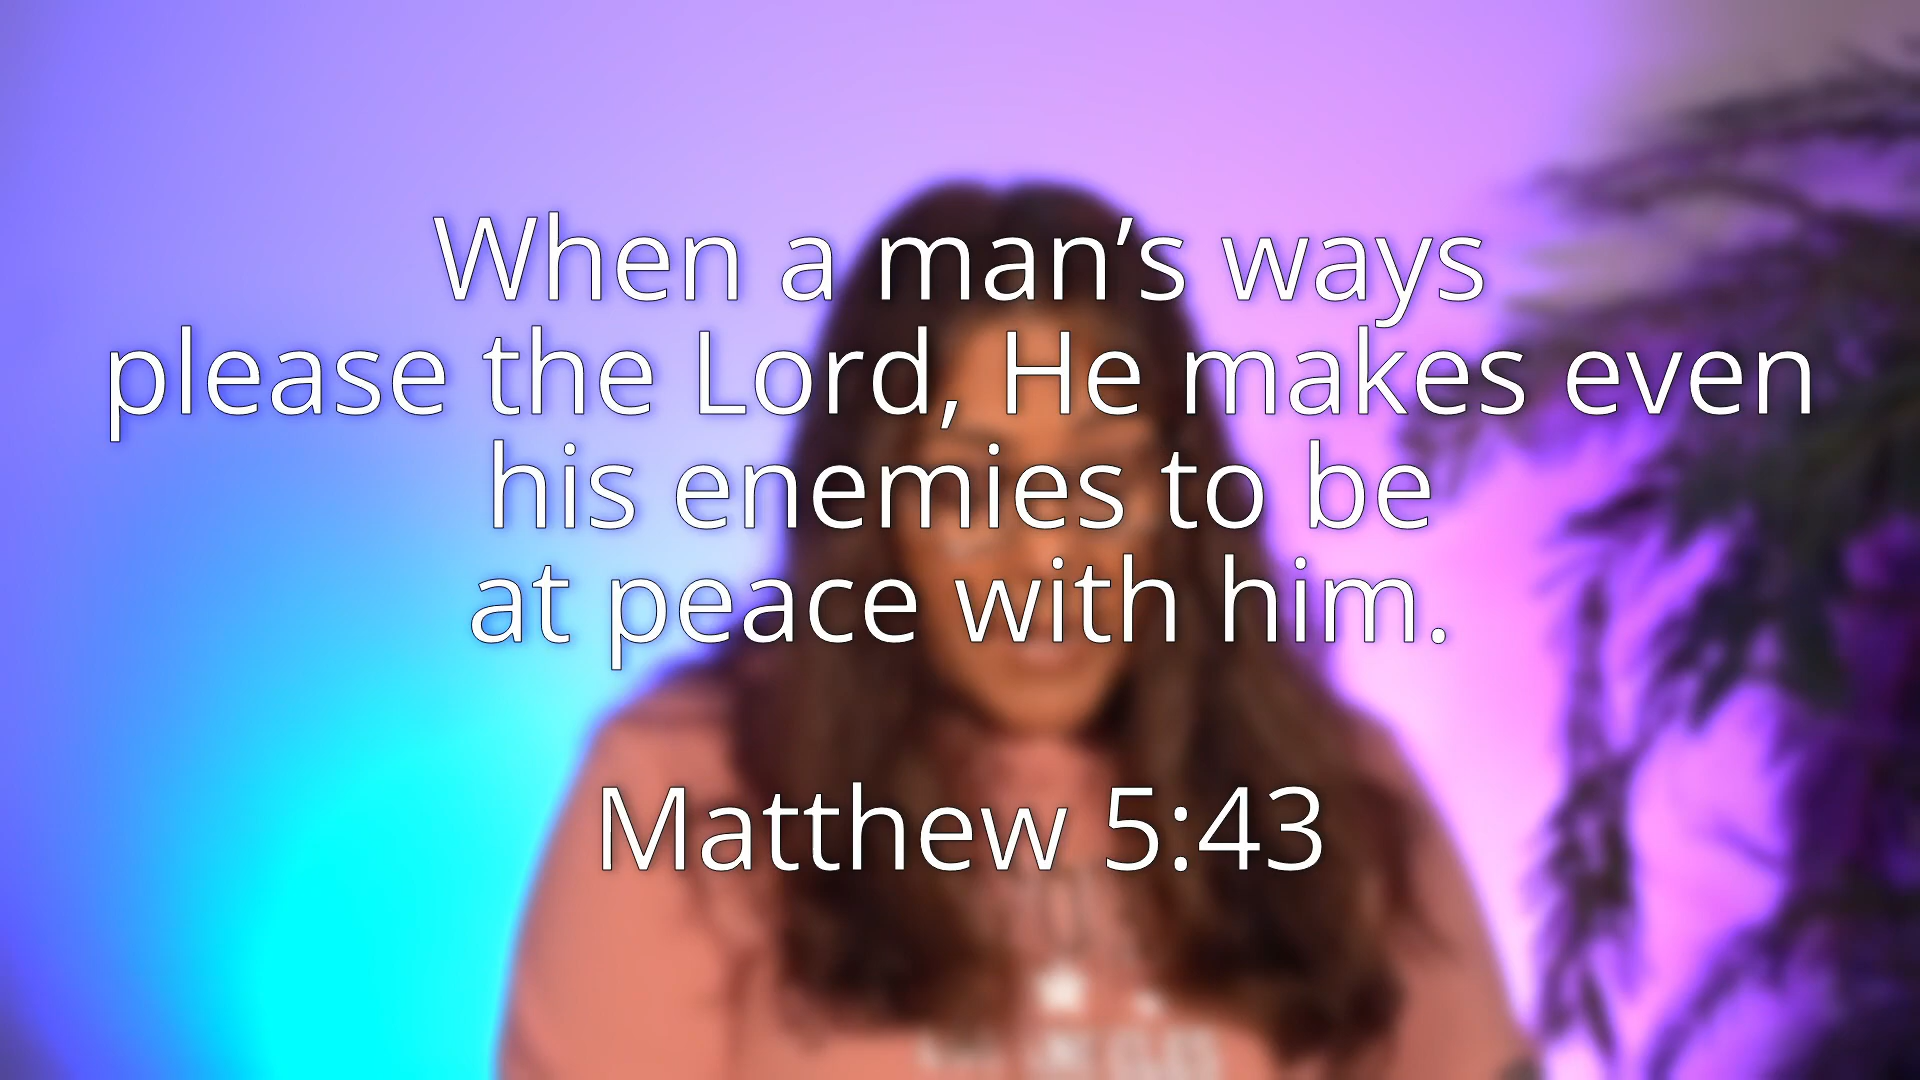 When a man’s ways
please the Lord, He makes even
his enemies to be
at peace with him.
Matthew 5:43